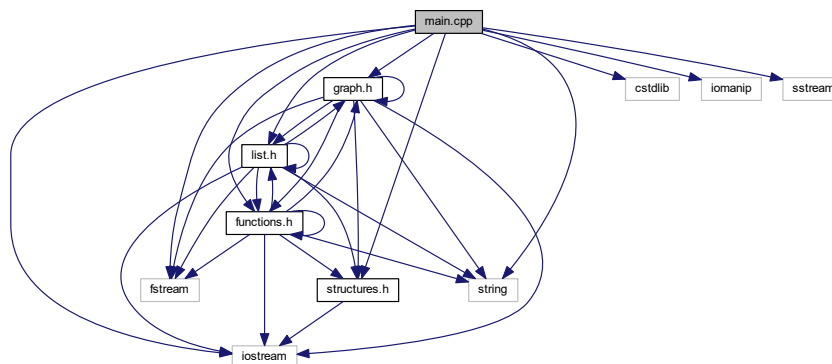 main.cpp
graph.h
cstdlib
iomanip
sstream
list.h
functions.h
fstream
structures.h
string
iostream